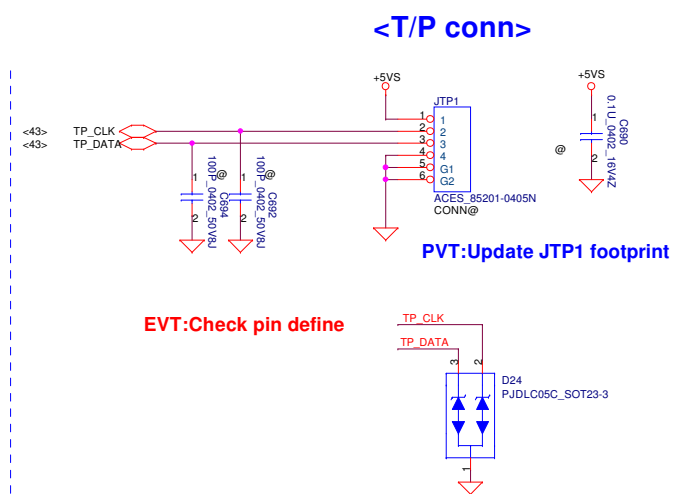 <T/P conn>
+5VS
+5VS
JTP1
<43> TP_CLK
<43> TP_DATA
1 1
2 2
3 3
4 4
5 G1
6 G2
ACES_85201-0405N
CONN@
1
2
@
C690
0.1U_0402_16V4Z
1
2
@
C694
100P_0402_50V8J
1
2
@
C692
100P_0402_50V8J
PVT:Update JTP1 footprint
EVT:Check pin define
TP_CLK
TP_DATA
3 2
D24
PJDLC05C_SOT23-3
1